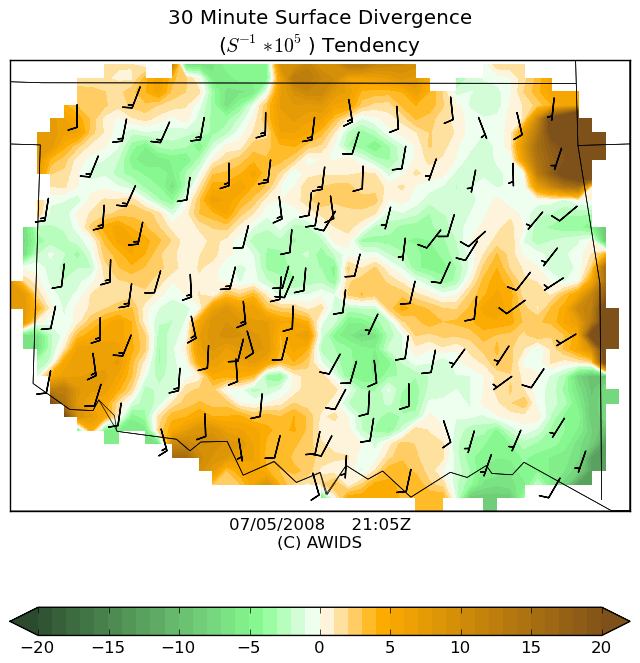 30 Minute Surface Divergence
(S⁻¹ ∗10⁵ ) Tendency
07/05/2008 21:05Z
(C) AWIDS
−20 −15 −10 −5 0 5 10 15 20